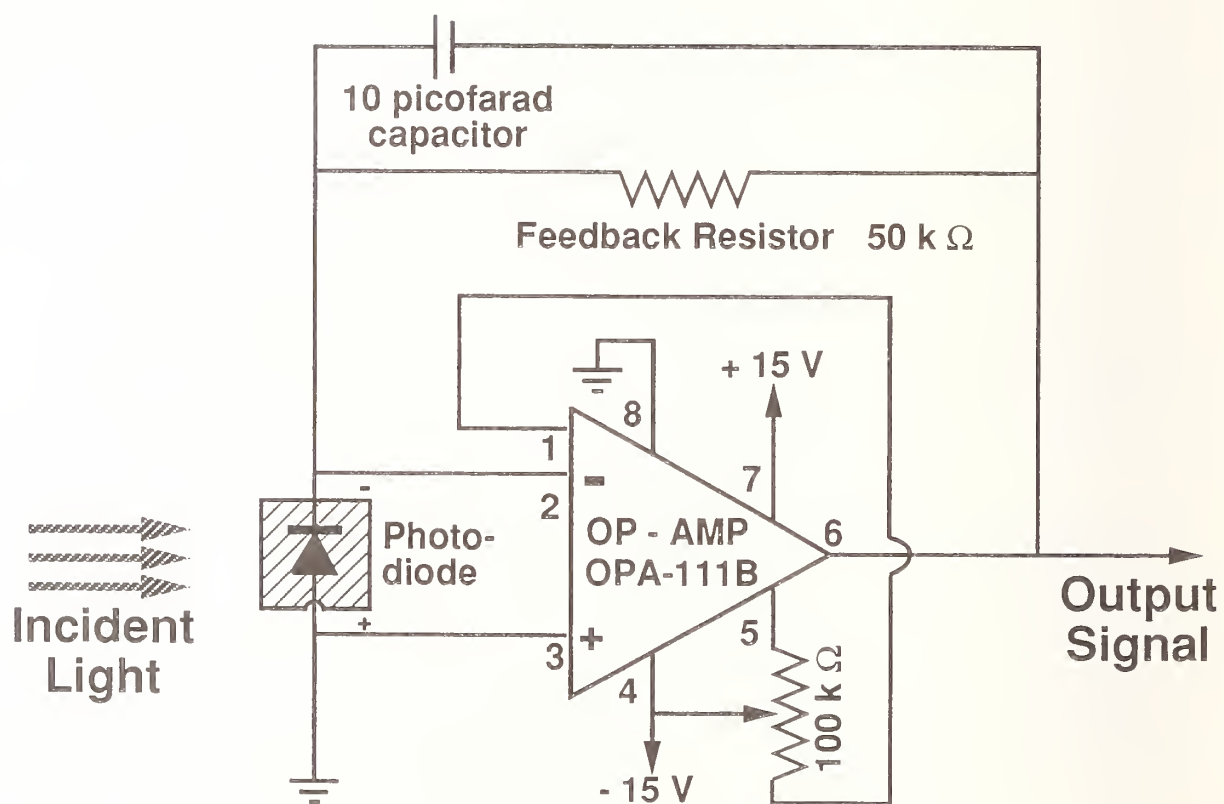 10 picofarad
capacitor
Feedback Resistor 50 k Ω
+ 15 V
8
1
7
-
2
-
Photo-
diode
OP - AMP
OPA-111B
6
Incident
Light
+
3
+
5
4
100 k Ω
- 15 V
Output
Signal